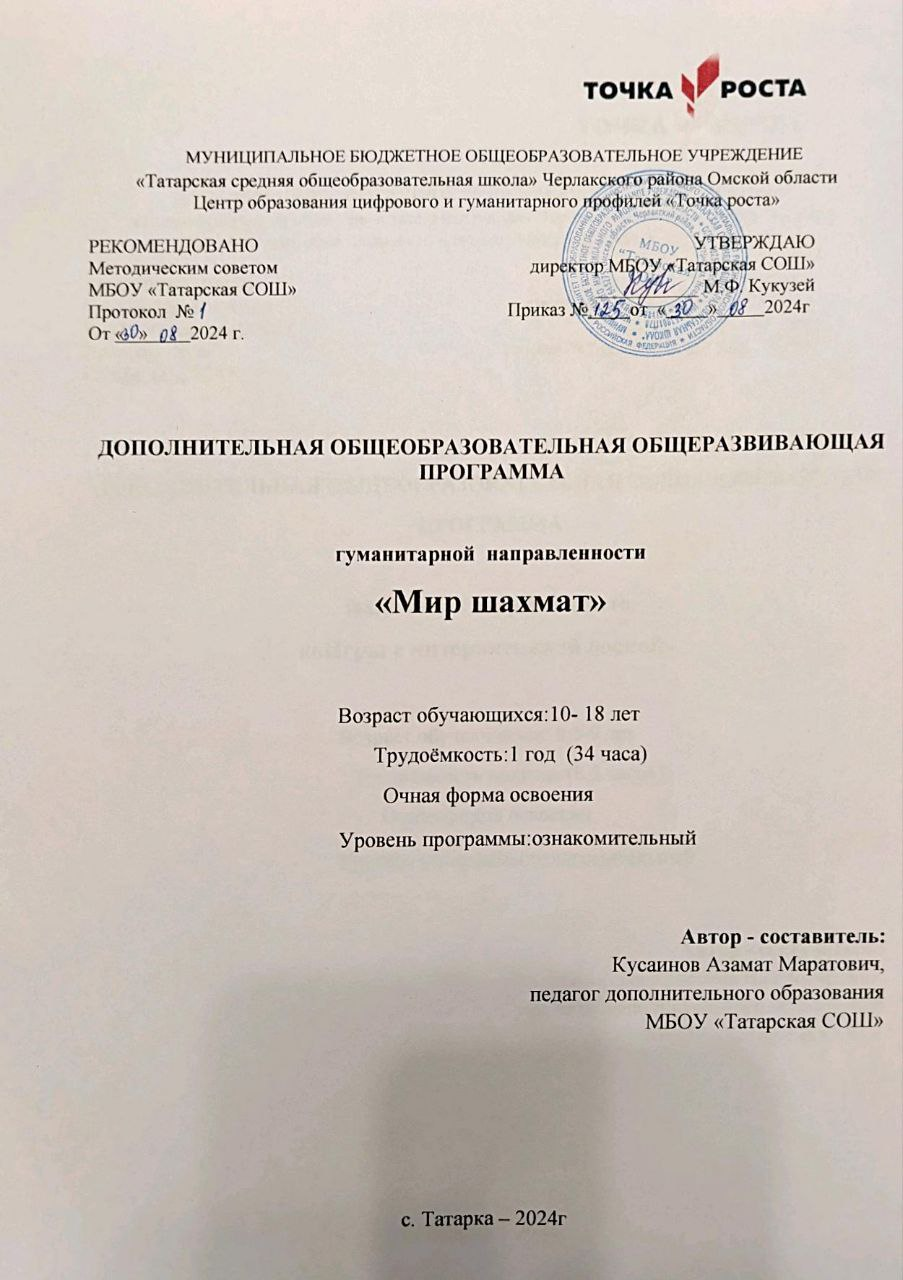 ТОЧКА РОСТА
МУНИЦИПАЛЬНОЕ БЮДЖЕТНОЕ ОБЩЕОБРАЗОВАТЕЛЬНОЕ УЧРЕЖДЕНИЕ
«Татарская средняя общеобразовательная школа» Черлакского района Омской области
Центр образования цифрового и гуманитарного профилей «Точка роста»
РЕКОМЕНДОВАНО
Методическим советом
МБОУ «Татарская СОШ»
Протокол № 1
От «30» 08 2024 г.
УТВЕРЖДАЮ
директор МБОУ «Татарская СОШ»
М.Ф. Кукузей
Приказ № 125 от « 30 » 08 2024г
МБОУ
РОССИЙСКАЯ ФЕДЕРАЦИЯ
ДОПОЛНИТЕЛЬНАЯ ОБЩЕОБРАЗОВАТЕЛЬНАЯ ОБЩЕРАЗВИВАЮЩАЯ
ПРОГРАММА
гуманитарной направленности
«Мир шахмат»
Возраст обучающихся:10- 18 лет
Трудоёмкость:1 год (34 часа)
Очная форма освоения
Уровень программы:ознакомительный
Автор - составитель:
Кусаинов Азамат Маратович,
педагог дополнительного образования
МБОУ «Татарская СОШ»
с. Татарка – 2024г